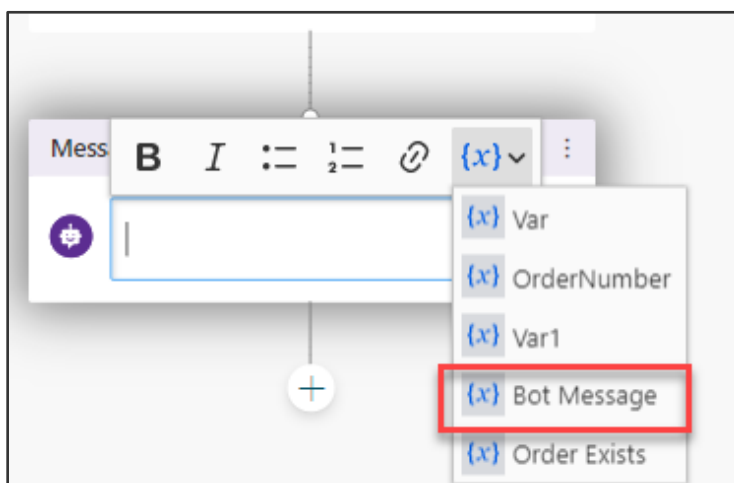 Mess
B I {x}
{x} Var
{x} OrderNumber
{x} Var1
{x} Bot Message
{x} Order Exists